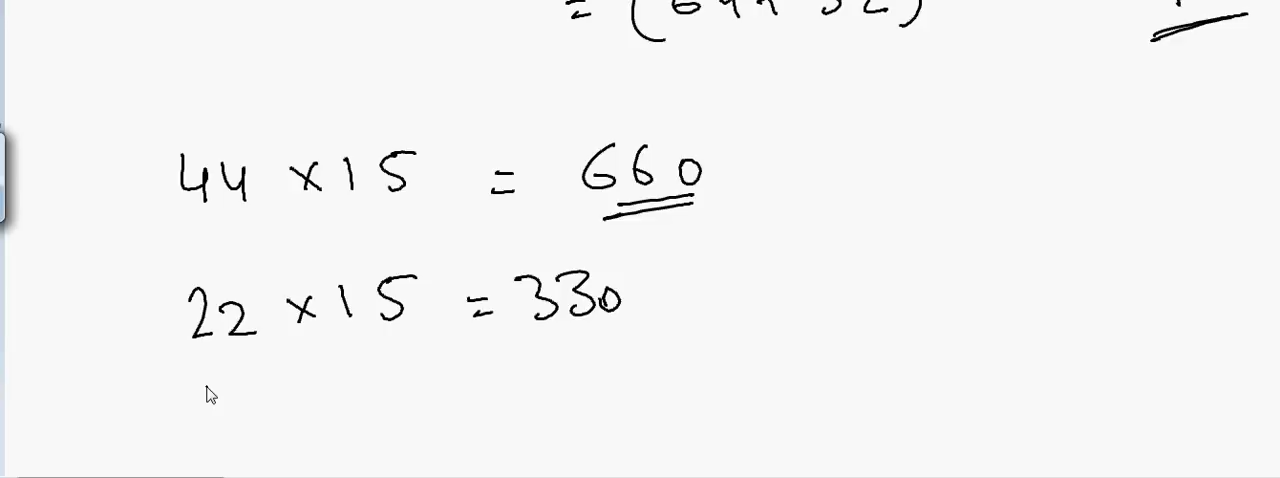 44 × 15 = 660
22 × 15 = 330